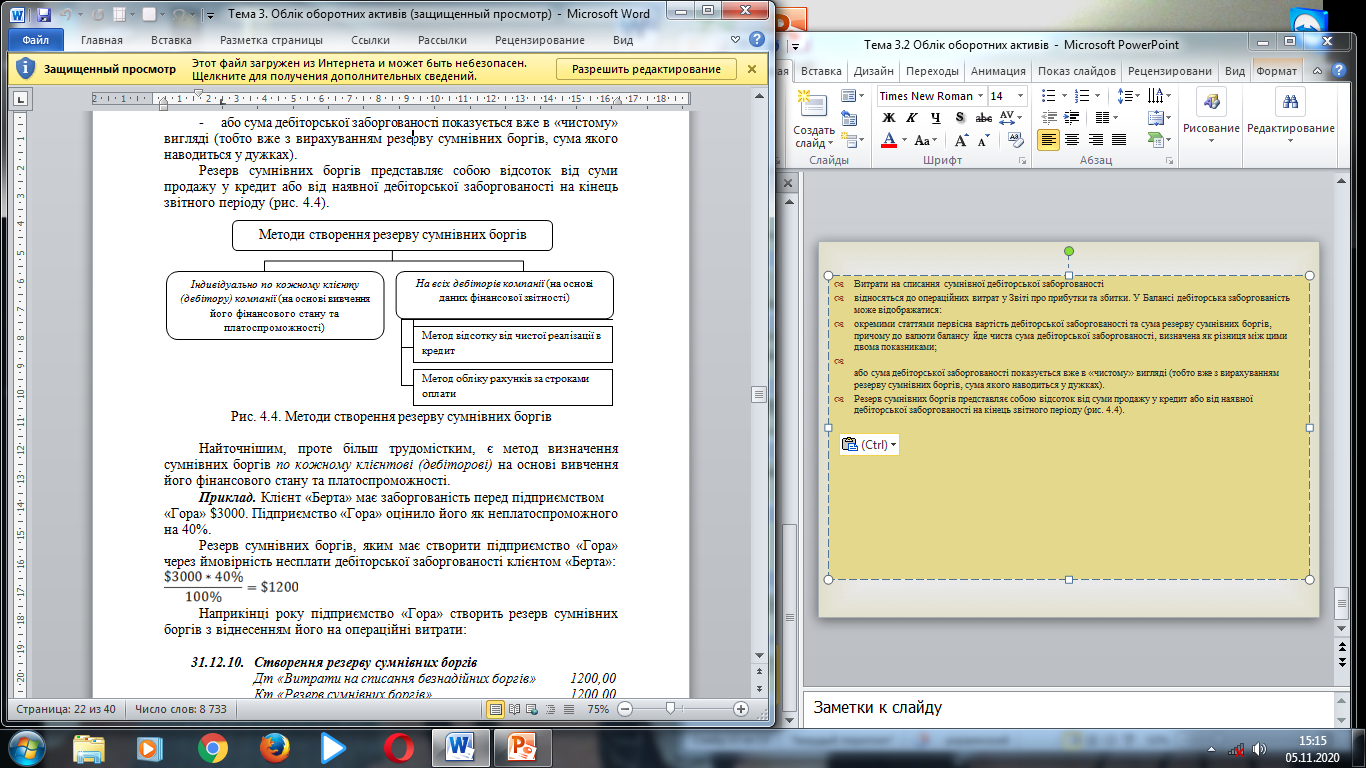 Тема 3. Облік оборотних активів (защищенный просмотр) - Microsoft Word
Файл
Главная
Вставка
Разметка страницы
Ссылки
Рассылки
Рецензирование
Вид
Защищенный просмотр
Этот файл загружен из Интернета и может быть небезопасен.
Щелкните для получения дополнительных сведений.
Разрешить редактирование
- або сума дебіторської заборгованості показується вже в «чистому»
вигляді (тобто вже з вирахуванням резерву сумнівних боргів, сума якого
наводиться у дужках).
Резерв сумнівних боргів представляє собою відсоток від суми
продажу у кредит або від наявної дебіторської заборгованості на кінець
звітного періоду (рис. 4.4).
Методи створення резерву сумнівних боргів
Індивідуально по кожному клієнту
(дебітору) компанії (на основі вивчення
його фінансового стану та
платоспроможності)
На всіх дебіторів компанії (на основі
даних фінансової звітності)
Метод відсотку від чистої реалізації в
кредит
Метод обліку рахунків за строками
оплати
Рис. 4.4. Методи створення резерву сумнівних боргів
Найточнішим, проте більш трудомістким, є метод визначення
сумнівних боргів по кожному клієнтові (дебіторові) на основі вивчення
його фінансового стану та платоспроможності.
Приклад. Клієнт «Берта» має заборгованість перед підприємством
«Гора» $3000. Підприємство «Гора» оцінило його як неплатоспроможного
на 40%.
Резерв сумнівних боргів, яким має створити підприємство «Гора»
через ймовірність несплати дебіторської заборгованості клієнтом «Берта»:
$3000 * 40%
100%
= $1200
Наприкінці року підприємство «Гора» створить резерв сумнівних
боргів з віднесенням його на операційні витрати:
31.12.10. Створення резерву сумнівних боргів
Дт «Витрати на списання безнадійних боргів» 1200,00
Кт «Резерв сумнівних боргів» 1200,00
Страница: 22 из 40
Число слов: 8 733
75%
Тема 3.2 Облік оборотних активів - Microsoft PowerPoint
Вставка
Дизайн
Переходы
Анимация
Показ слайдов
Рецензировани
Вид
Формат
Создать
слайд
Слайды
Times New Roman
14
Ж К Ч S abc AV
Шрифт
Абзац
Рисование
Редактирование
Витрати на списання сумнівної дебіторської заборгованості
відносяться до операційних витрат у Звіті про прибутки та збитки. У Балансі дебіторська заборгованість
може відображатися:
окремими статтями первісна вартість дебіторської заборгованості та сума резерву сумнівних боргів,
причому до валюти балансу йде чиста сума дебіторської заборгованості, визначена як різниця між цими
двома показниками;
або сума дебіторської заборгованості показується вже в «чистому» вигляді (тобто вже з вирахуванням
резерву сумнівних боргів, сума якого наводиться у дужках).
Резерв сумнівних боргів представляє собою відсоток від суми продажу у кредит або від наявної
дебіторської заборгованості на кінець звітного періоду (рис. 4.4).
(Ctrl)
Заметки к слайду
15:15
05.11.2020